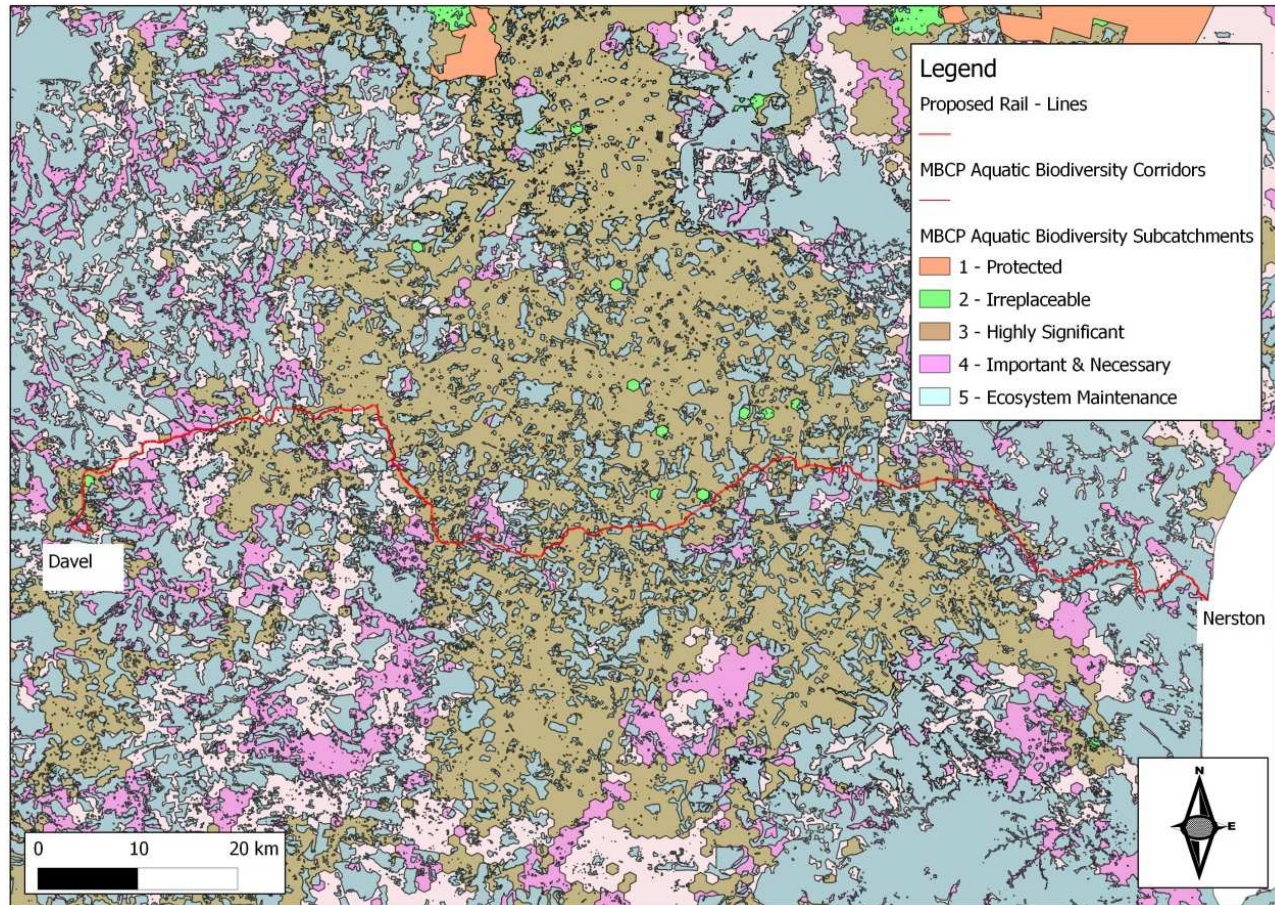 Legend
Proposed Rail - Lines
MBCP Aquatic Biodiversity Corridors
MBCP Aquatic Biodiversity Subcatchments
1 - Protected
2 - Irreplaceable
3 - Highly Significant
4 - Important & Necessary
5 - Ecosystem Maintenance
Davel
Nerston
N
E
0 10 20 km